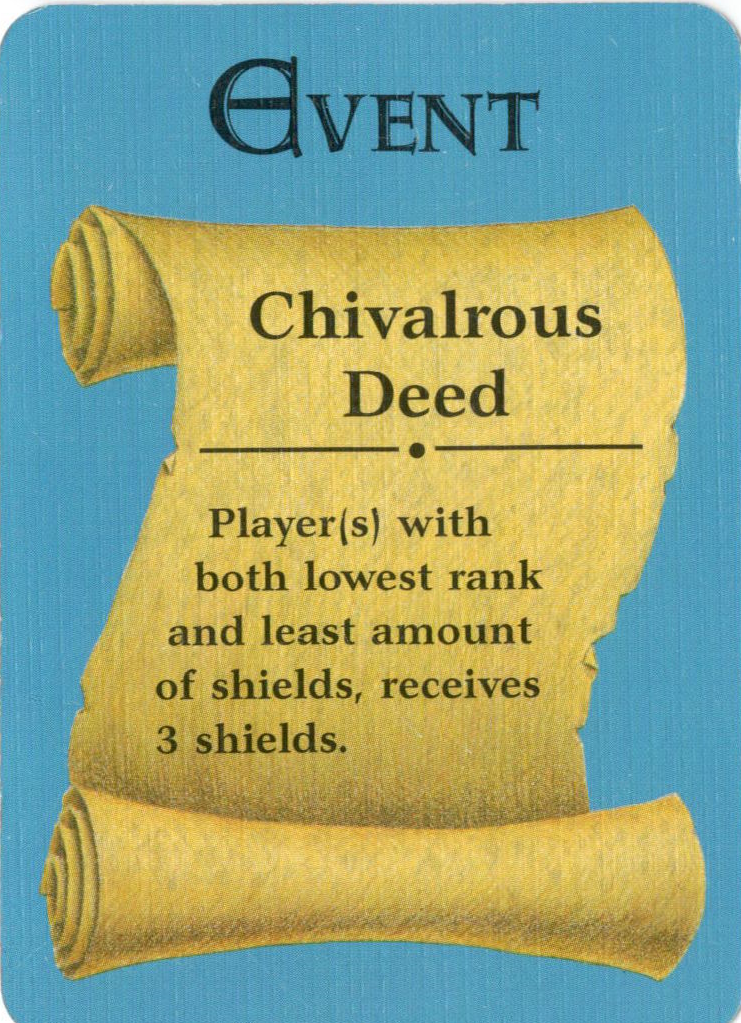 EVENT
Chivalrous
Deed
Player(s) with
both lowest rank
and least amount
of shields, receives
3 shields.